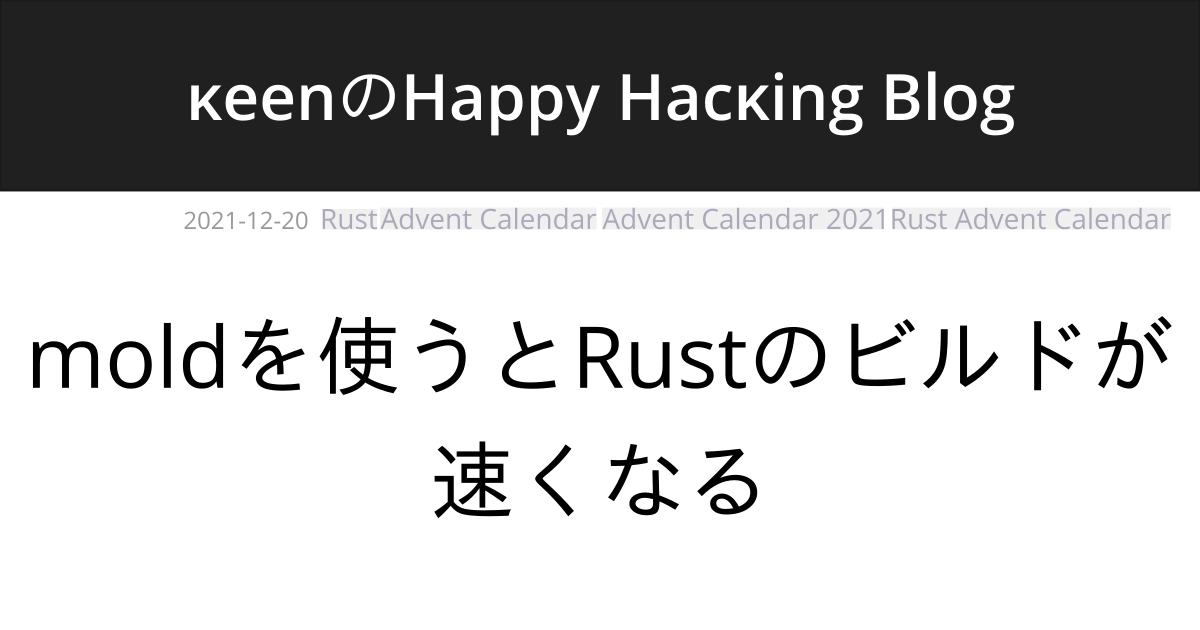 κeenのHappy Hacκing Blog
2021-12-20 Rust Advent Calendar Advent Calendar 2021 Rust Advent Calendar
moldを使うとRustのビルドが
速くなる